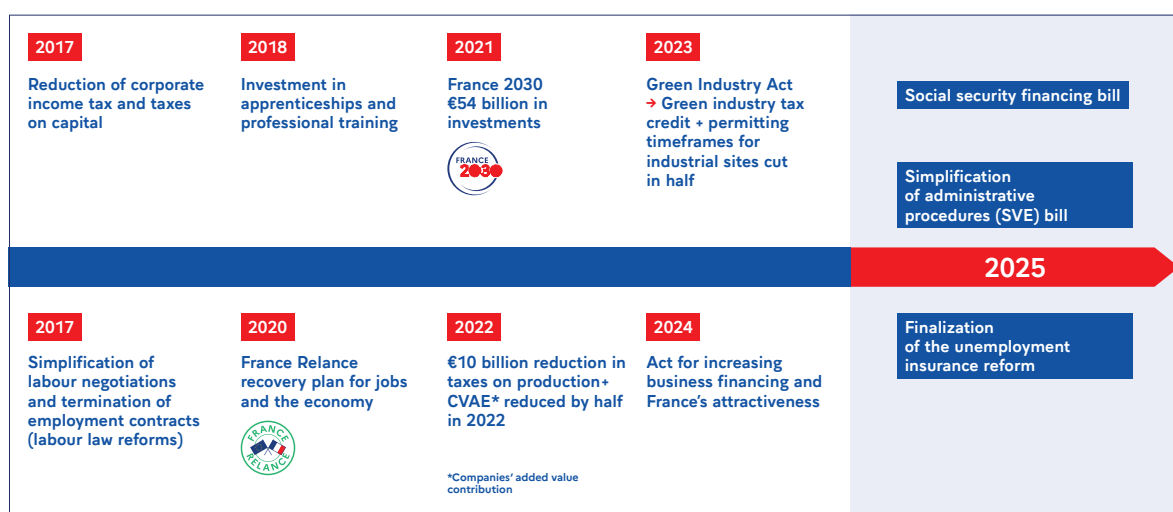 2017
Reduction of corporate
income tax and taxes
on capital
2018
Investment in
apprenticeships and
professional training
2021
France 2030
€54 billion in
investments
FRANCE
2030
2023
Green Industry Act
→ Green industry tax
credit + permitting
timeframes for
industrial sites cut
in half
Social security financing bill
Simplification
of administrative
procedures (SVE) bill
2025
2017
Simplification of
labour negotiations
and termination of
employment contracts
(labour law reforms)
2020
France Relance
recovery plan for jobs
and the economy
FRANCE
RELANCE
2022
€10 billion reduction in
taxes on production+
CVAE* reduced by half
in 2022
*Companies' added value
contribution
2024
Act for increasing
business financing and
France's attractiveness
Finalization
of the unemployment
insurance reform